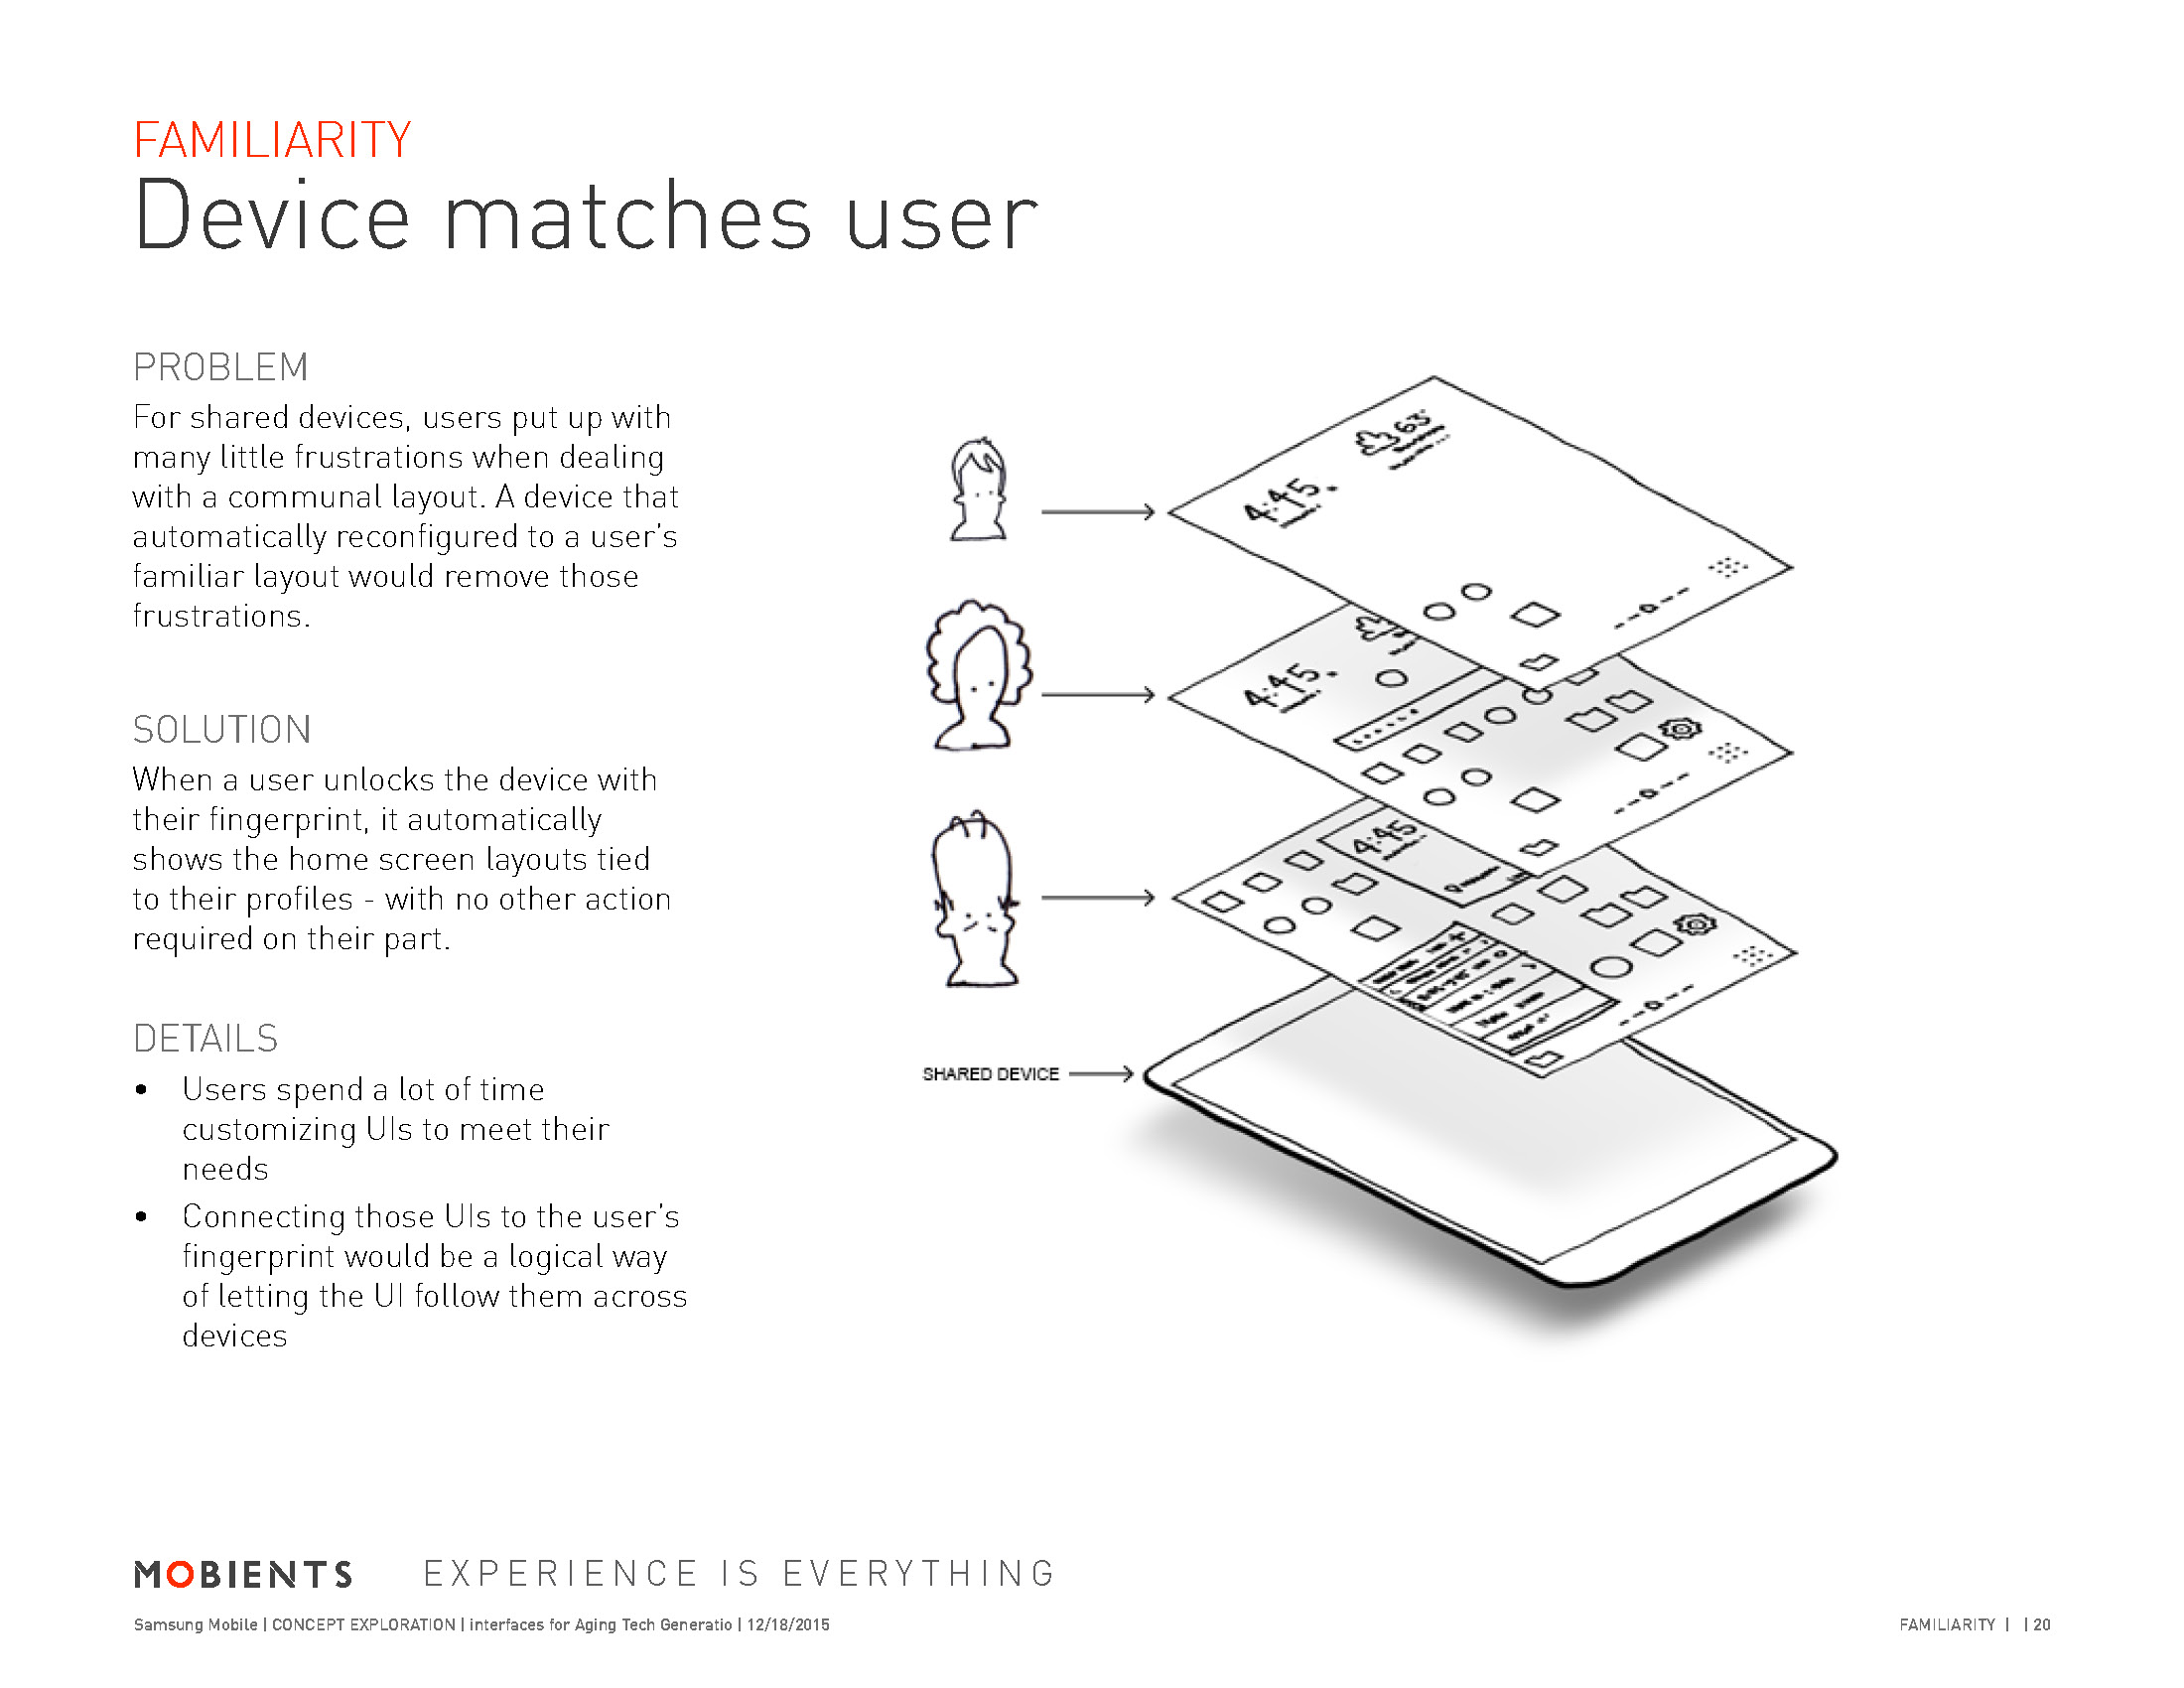 FAMILIARITY
Device matches user
PROBLEM
For shared devices, users put up with
many little frustrations when dealing
with a communal layout. A device that
automatically reconfigured to a user's
familiar layout would remove those
frustrations.
SOLUTION
When a user unlocks the device with
their fingerprint, it automatically
shows the home screen layouts tied
to their profiles - with no other action
required on their part.
DETAILS
• Users spend a lot of time
customizing UIs to meet their
needs
• Connecting those UIs to the user's
fingerprint would be a logical way
of letting the UI follow them across
devices
63°
4:45
4:45
4:45
SHARED DEVICE
MOBIENTS EXPERIENCE IS EVERYTHING
Samsung Mobile | CONCEPT EXPLORATION | interfaces for Aging Tech Generatio | 12/18/2015
FAMILIARITY | | 20